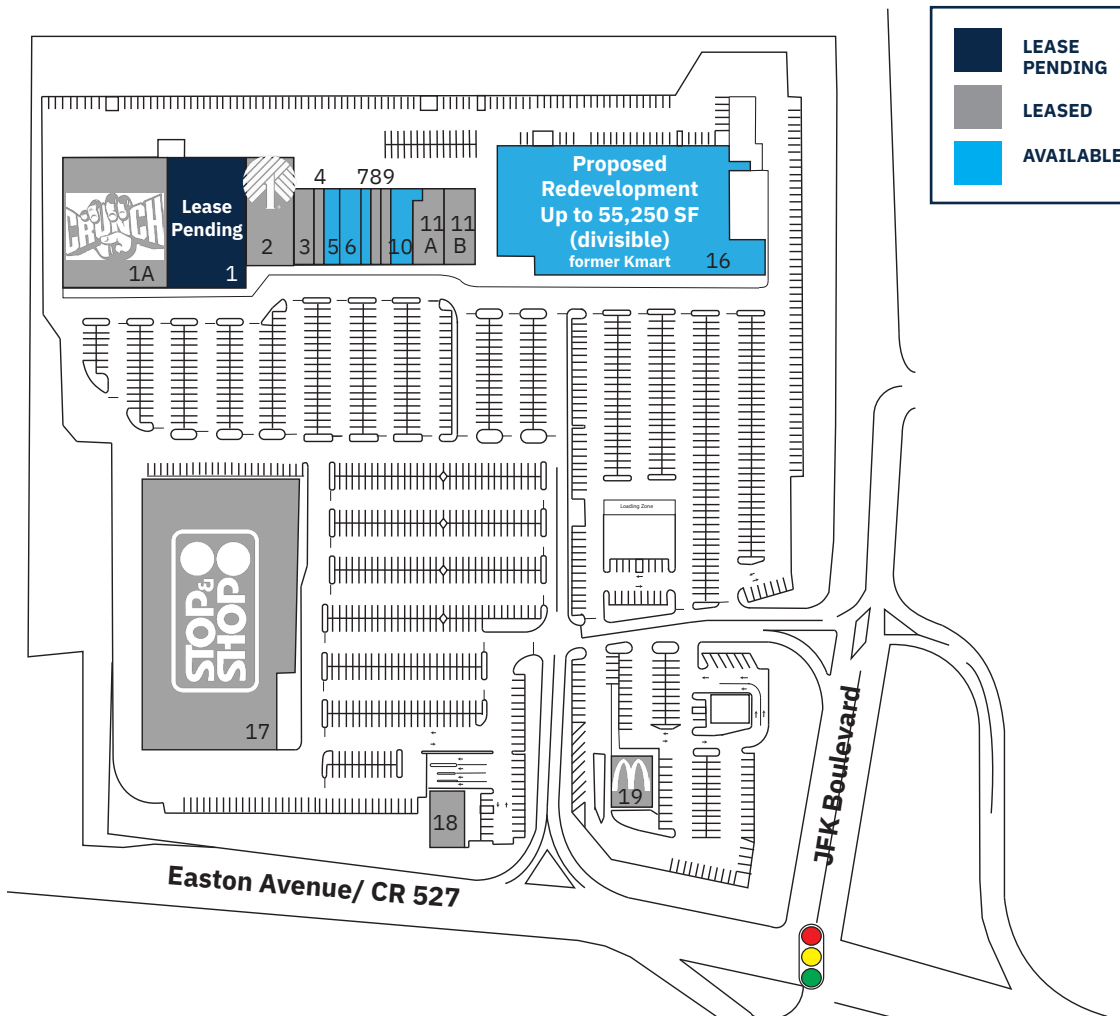 LEASE
PENDING
LEASED
AVAILABLE
CRUNCH
1A
Lease
Pending
1
1
2
3
4
5
6
789
10
11
A
11
B
Proposed
Redevelopment
Up to 55,250 SF
(divisible)
former Kmart
16
Loading Zone
STOP&
SHOP
17
18
19
JFK Boulevard
Easton Avenue/ CR 527